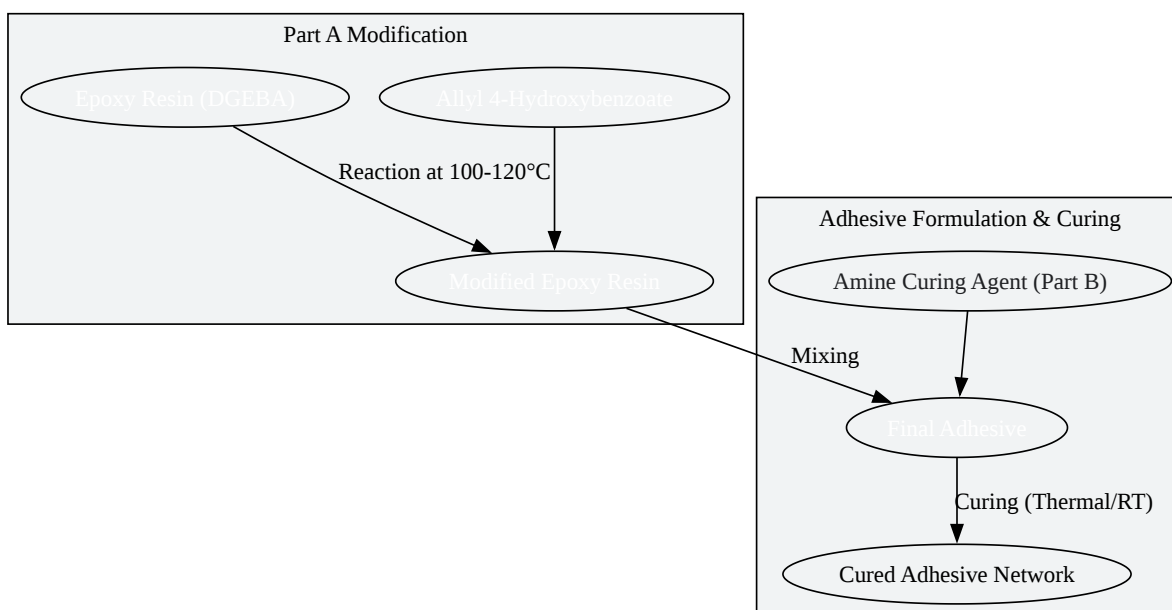 Part A Modification
Epoxy Resin (DGEBA)
Allyl 4-Hydroxybenzoate
Reaction at 100-120°C
Modified Epoxy Resin
Adhesive Formulation & Curing
Amine Curing Agent (Part B)
Mixing
Final Adhesive
Curing (Thermal/RT)
Cured Adhesive Network